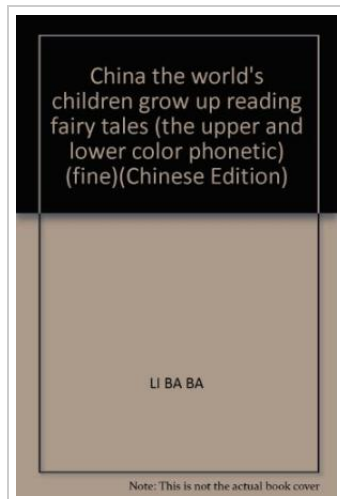 China the world's
children grow up reading
fairy tales (the upper and
lower color phonetic)
(fine)(Chinese Edition)
LI BA BA
Note: This is not the actual book cover